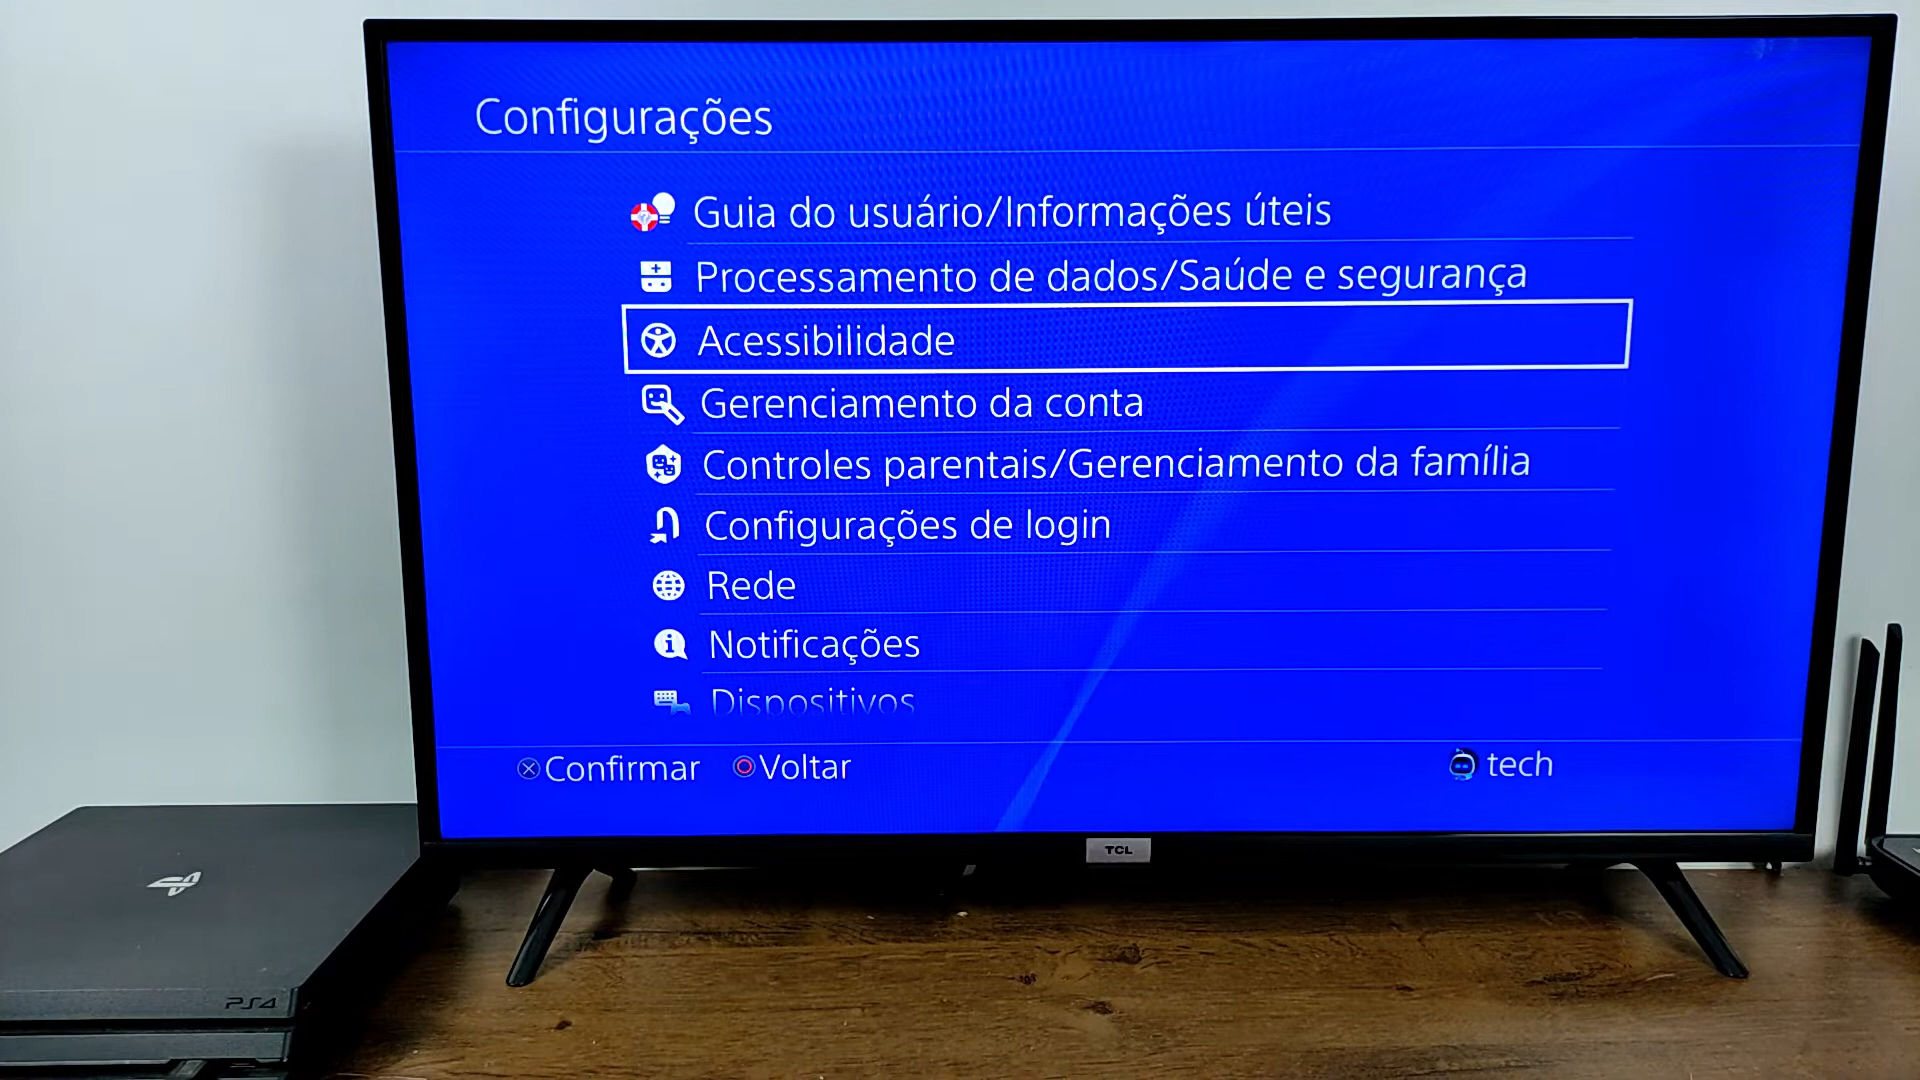 Configurações
Guia do usuário/Informações úteis
Processamento de dados/Saúde e segurança
Acessibilidade
Gerenciamento da conta
Controles parentais/Gerenciamento da família
Configurações de login
Rede
Notificações
Dispositivos
Confirmar Voltar tech
TCL
PS4